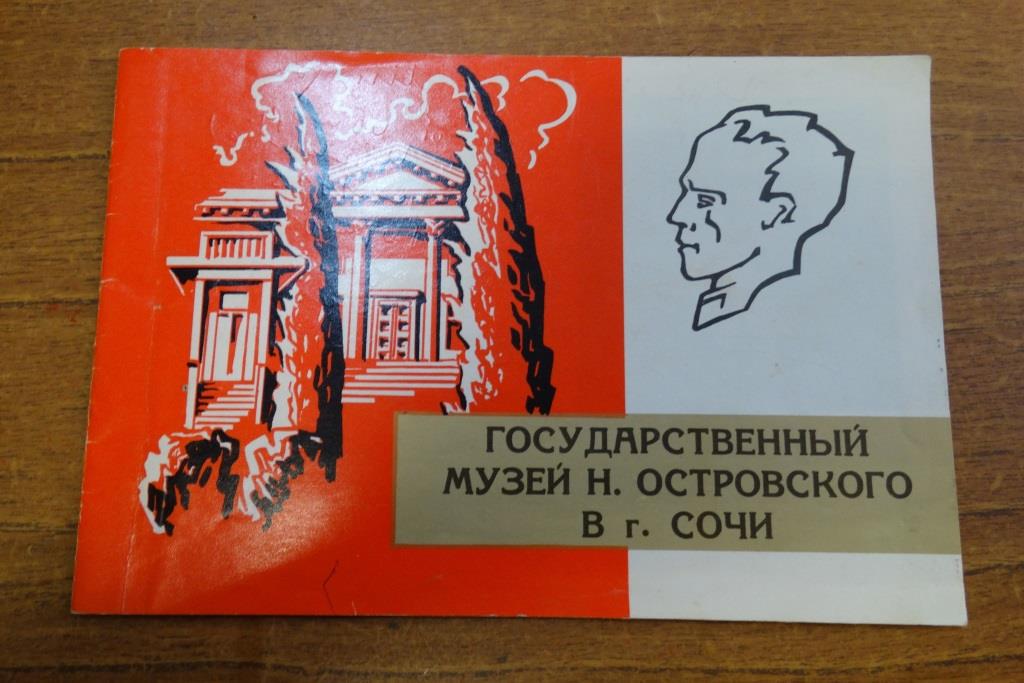 ГОСУДАРСТВЕННЫЙ
МУЗЕЙ Н. ОСТРОВСКОГО
В г. СОЧИ